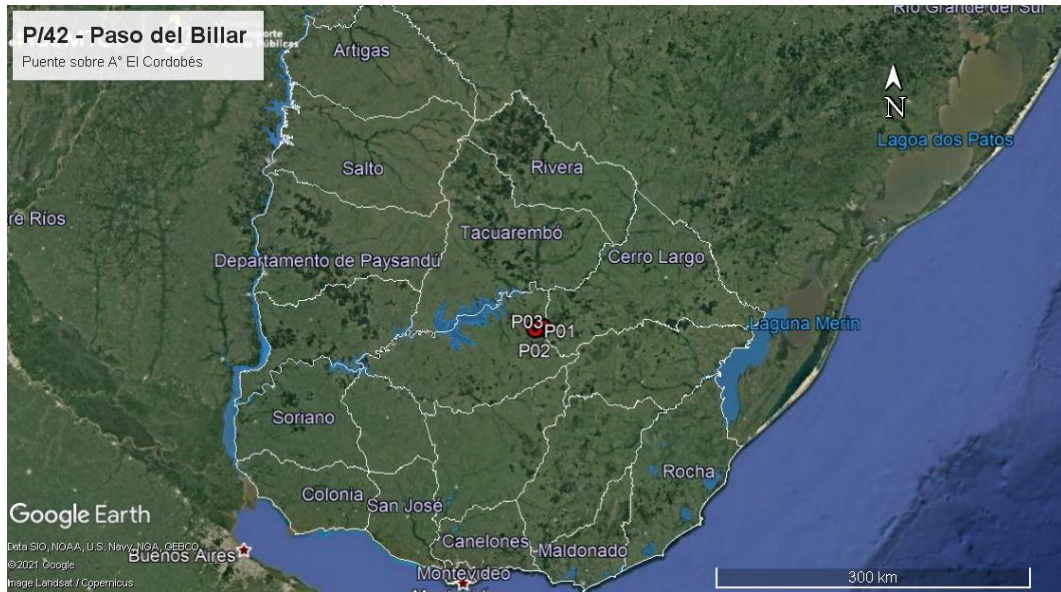 P/42 - Paso del Billar
Puente sobre A° El Cordobés
Río Grande del Sur
Artigas
N
Lagoa dos Patos
Salto
Rivera
re Ríos
Tacuarembó
Departamento de Paysandú
Cerro Largo
P03
P01
Laguna Merín
P02
Soriano
Rocha
Colonia
San José
Google Earth
Canelones
Maldonado
Data SIO, NOAA, U.S. Navy, NGA, GEBCO
Buenos Aires
©2021 Google
Montevideo
Image Landsat / Copernicus
300 km